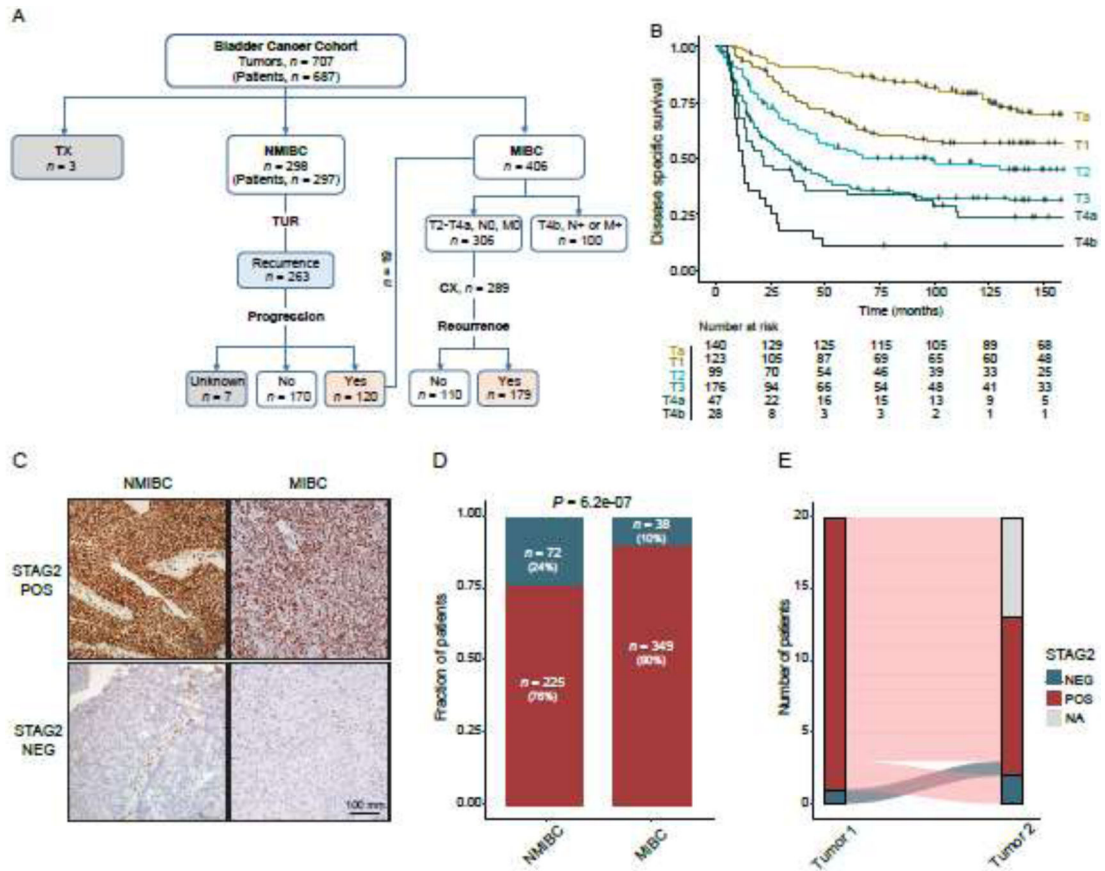 A
Bladder Cancer Cohort
Tumors, n = 707
(Patients, n = 687)
TX
n = 3
NMIBC
n = 298
(Patients, n = 297)
MIBC
n = 406
TUR
T2-T4a, N0, M0
n = 306
T4b, N+ or M+
n = 100
Recurrence
n = 263
n = 19
CX, n = 289
Progression
Recurrence
Unknown
n = 7
No
n = 170
Yes
n = 120
No
n = 110
Yes
n = 179
B
Disease specific survival
1.00
0.75
0.50
0.25
0.00
Ta
T1
T2
T3
T4a
T4b
0 25 50 75 100 125 150
Time (months)
Number at risk
Ta 140 129 125 115 105 89 68
T1 123 105 87 69 65 60 48
T2 99 70 54 46 39 33 25
T3 176 94 66 54 48 41 33
T4a 47 22 16 15 13 9 5
T4b 28 8 3 3 2 1 1
C
NMIBC MIBC
STAG2
POS
STAG2
NEG
100 mm
D
P = 6.2e-07
Fraction of patients
1.00
0.75
0.50
0.25
0.00
n = 72
(24%)
n = 225
(76%)
n = 38
(10%)
n = 349
(90%)
NMIBC
MIBC
E
Number of patients
20
15
10
5
0
Tumor 1
Tumor 2
STAG2
NEG
POS
NA